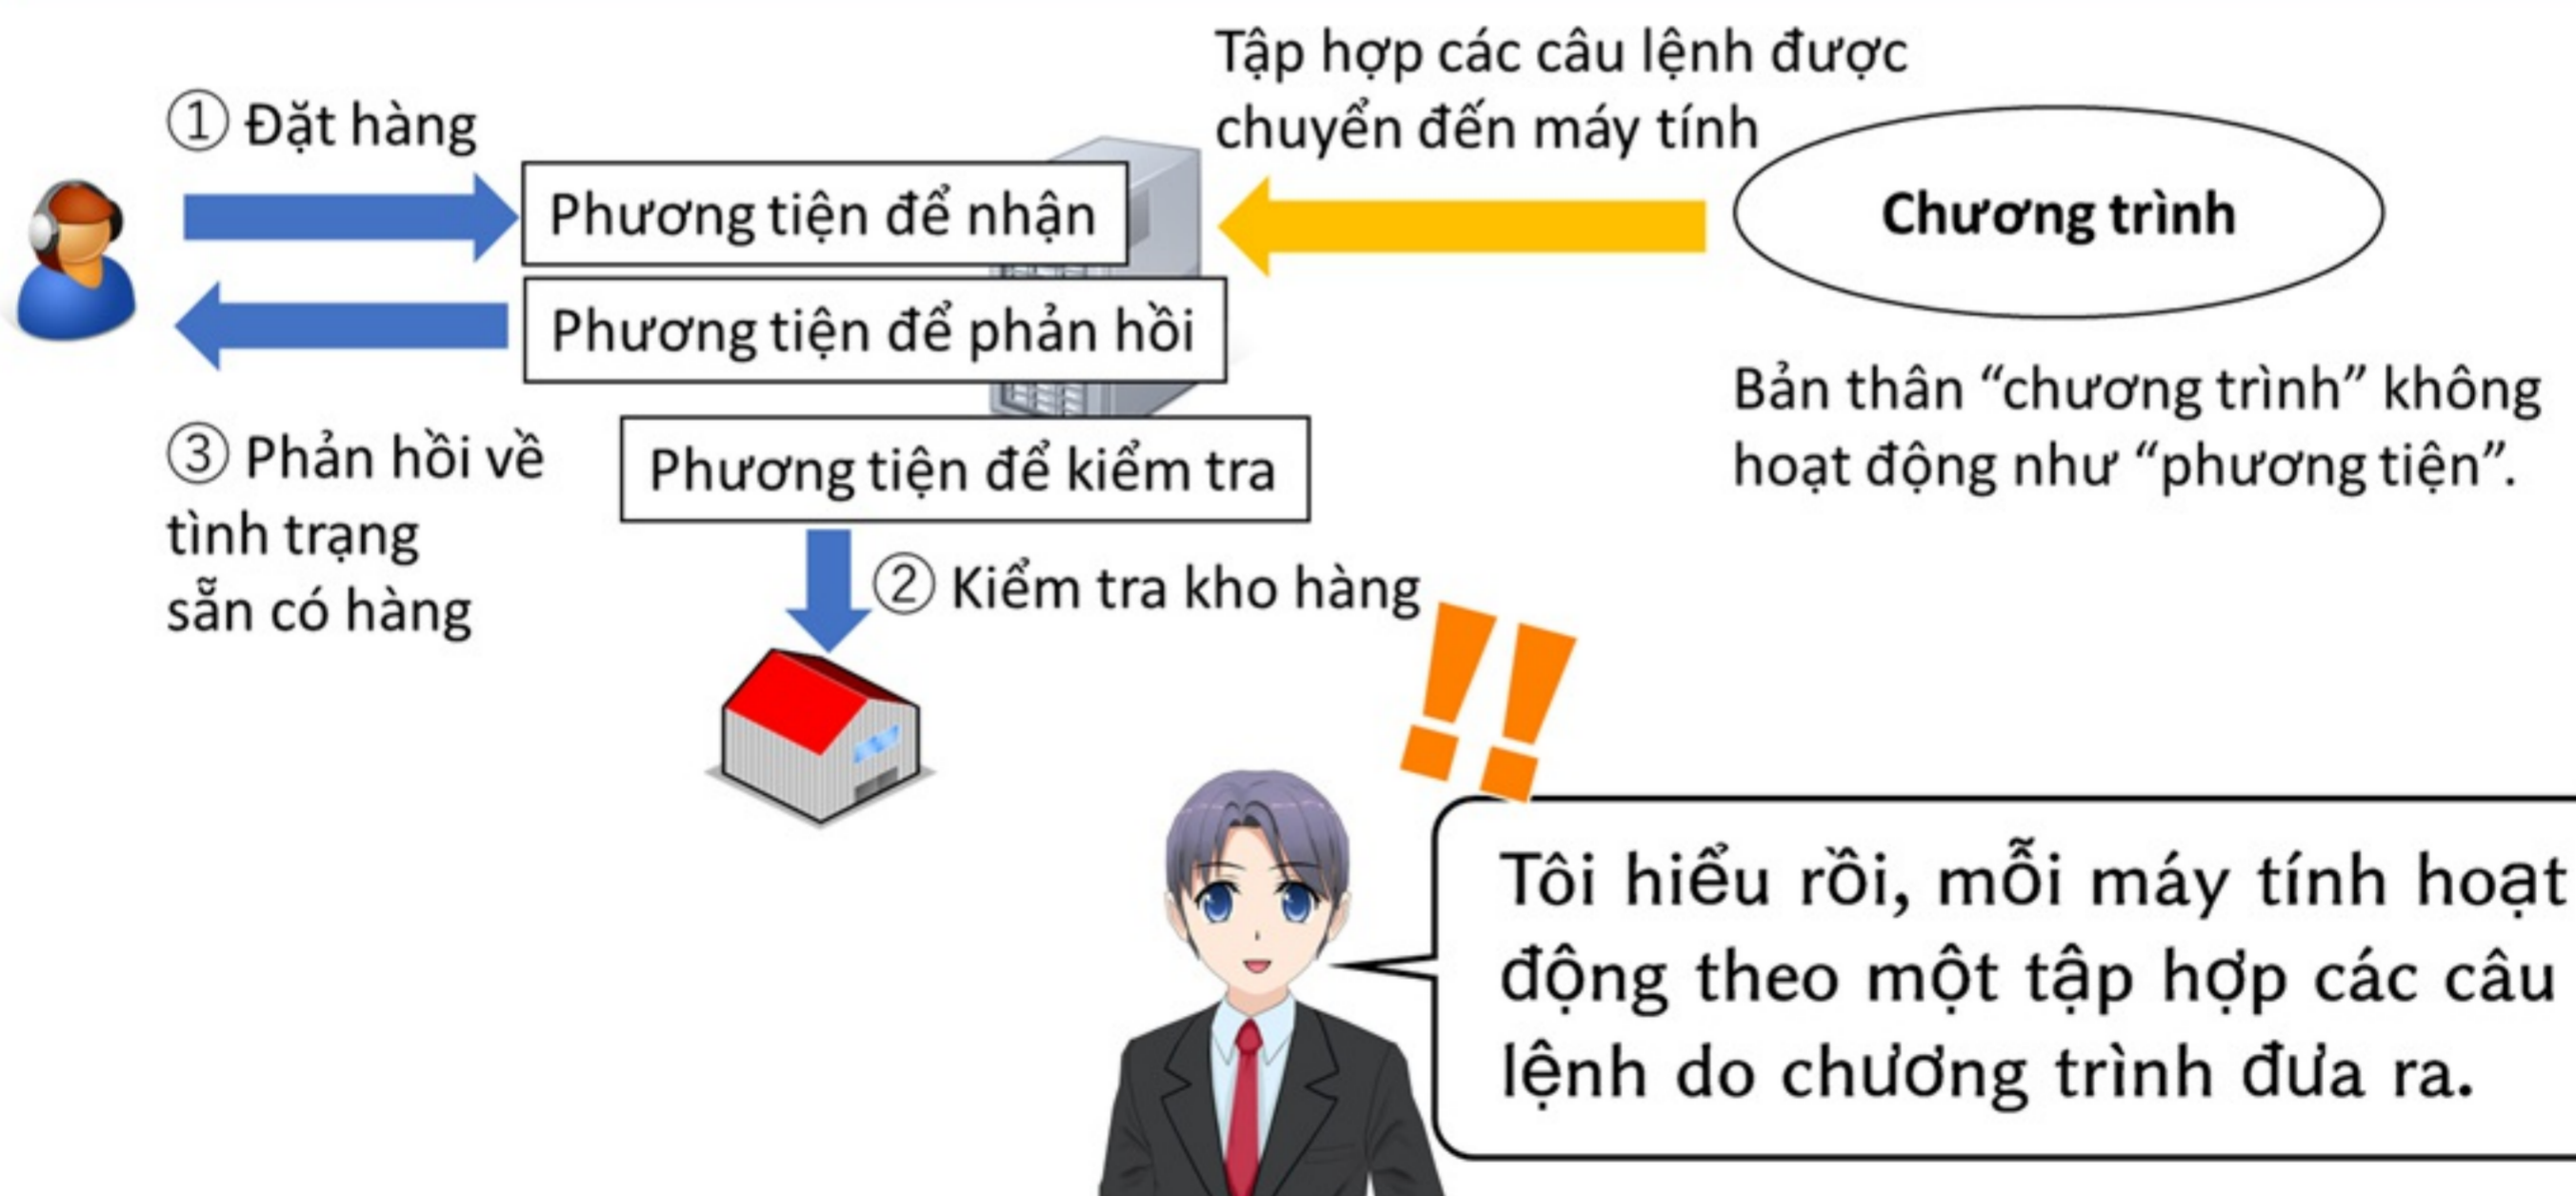 ① Đặt hàng
Phương tiện để nhận
Phương tiện để phản hồi
③ Phản hồi về
tình trạng
sẵn có hàng
Phương tiện để kiểm tra
② Kiểm tra kho hàng
Tập hợp các câu lệnh được
chuyển đến máy tính
Chương trình
Bản thân “chương trình” không
hoạt động như “phương tiện”.
!!
Tôi hiểu rồi, mỗi máy tính hoạt
động theo một tập hợp các câu
lệnh do chương trình đưa ra.